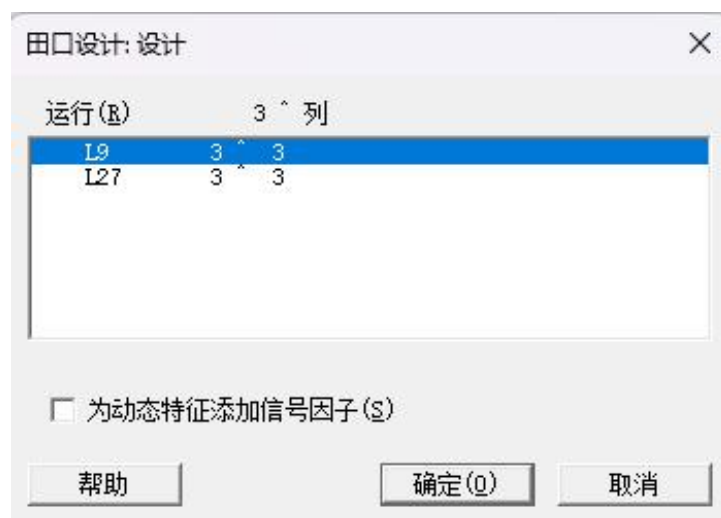 田口设计: 设计
运行(R) 3 ^ 列
L9 3 ^ 3
L27 3 ^ 3
为动态特征添加信号因子(S)
帮助 确定(O) 取消